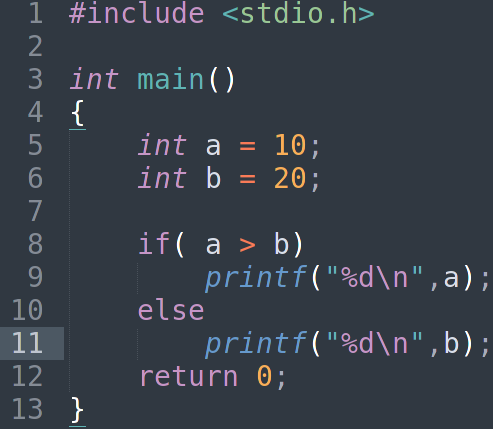 1 #include <stdio.h>
2
3 int main()
4 {
5     int a = 10;
6     int b = 20;
7
8     if( a > b)
9         printf("%d\n",a);
10     else
11         printf("%d\n",b);
12     return 0;
13 }